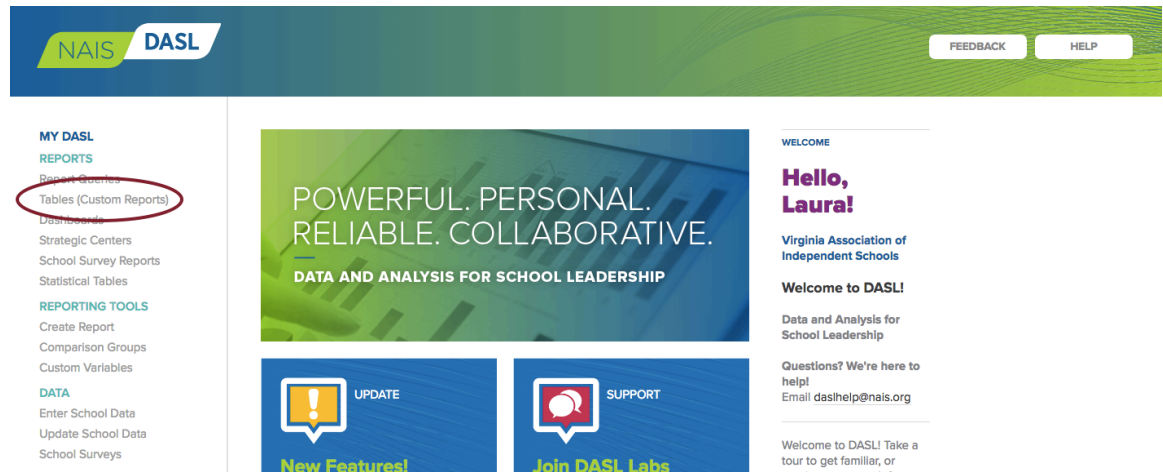 NAIS DASL
FEEDBACK
HELP
MY DASL
REPORTS
Report Queries
Tables (Custom Reports)
Dashboards
Strategic Centers
School Survey Reports
Statistical Tables
REPORTING TOOLS
Create Report
Comparison Groups
Custom Variables
DATA
Enter School Data
Update School Data
School Surveys
POWERFUL. PERSONAL.
RELIABLE. COLLABORATIVE.
DATA AND ANALYSIS FOR SCHOOL LEADERSHIP
UPDATE
New Features!
SUPPORT
Join DASL Labs
WELCOME
Hello,
Laura!
Virginia Association of
Independent Schools
Welcome to DASL!
Data and Analysis for
School Leadership
Questions? We're here to
help!
Email daslhelp@nais.org
Welcome to DASL! Take a
tour to get familiar, or